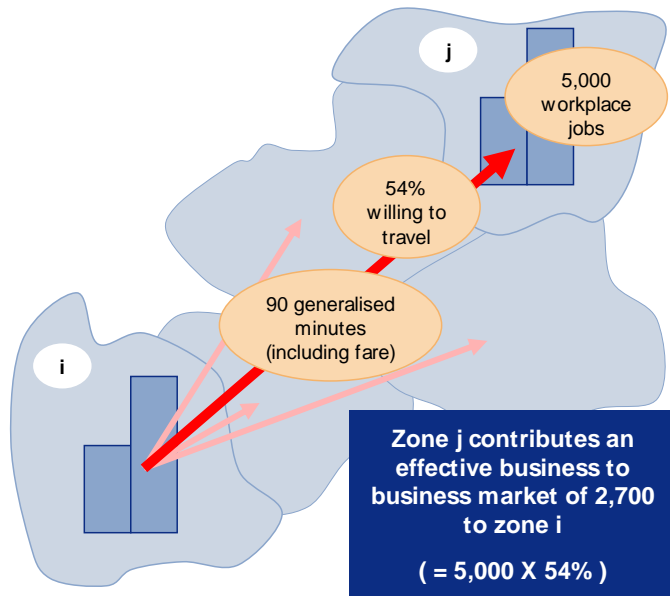 j
5,000
workplace
jobs
54%
willing to
travel
90 generalised
minutes
(including fare)
i
Zone j contributes an
effective business to
business market of 2,700
to zone i
( = 5,000 X 54% )